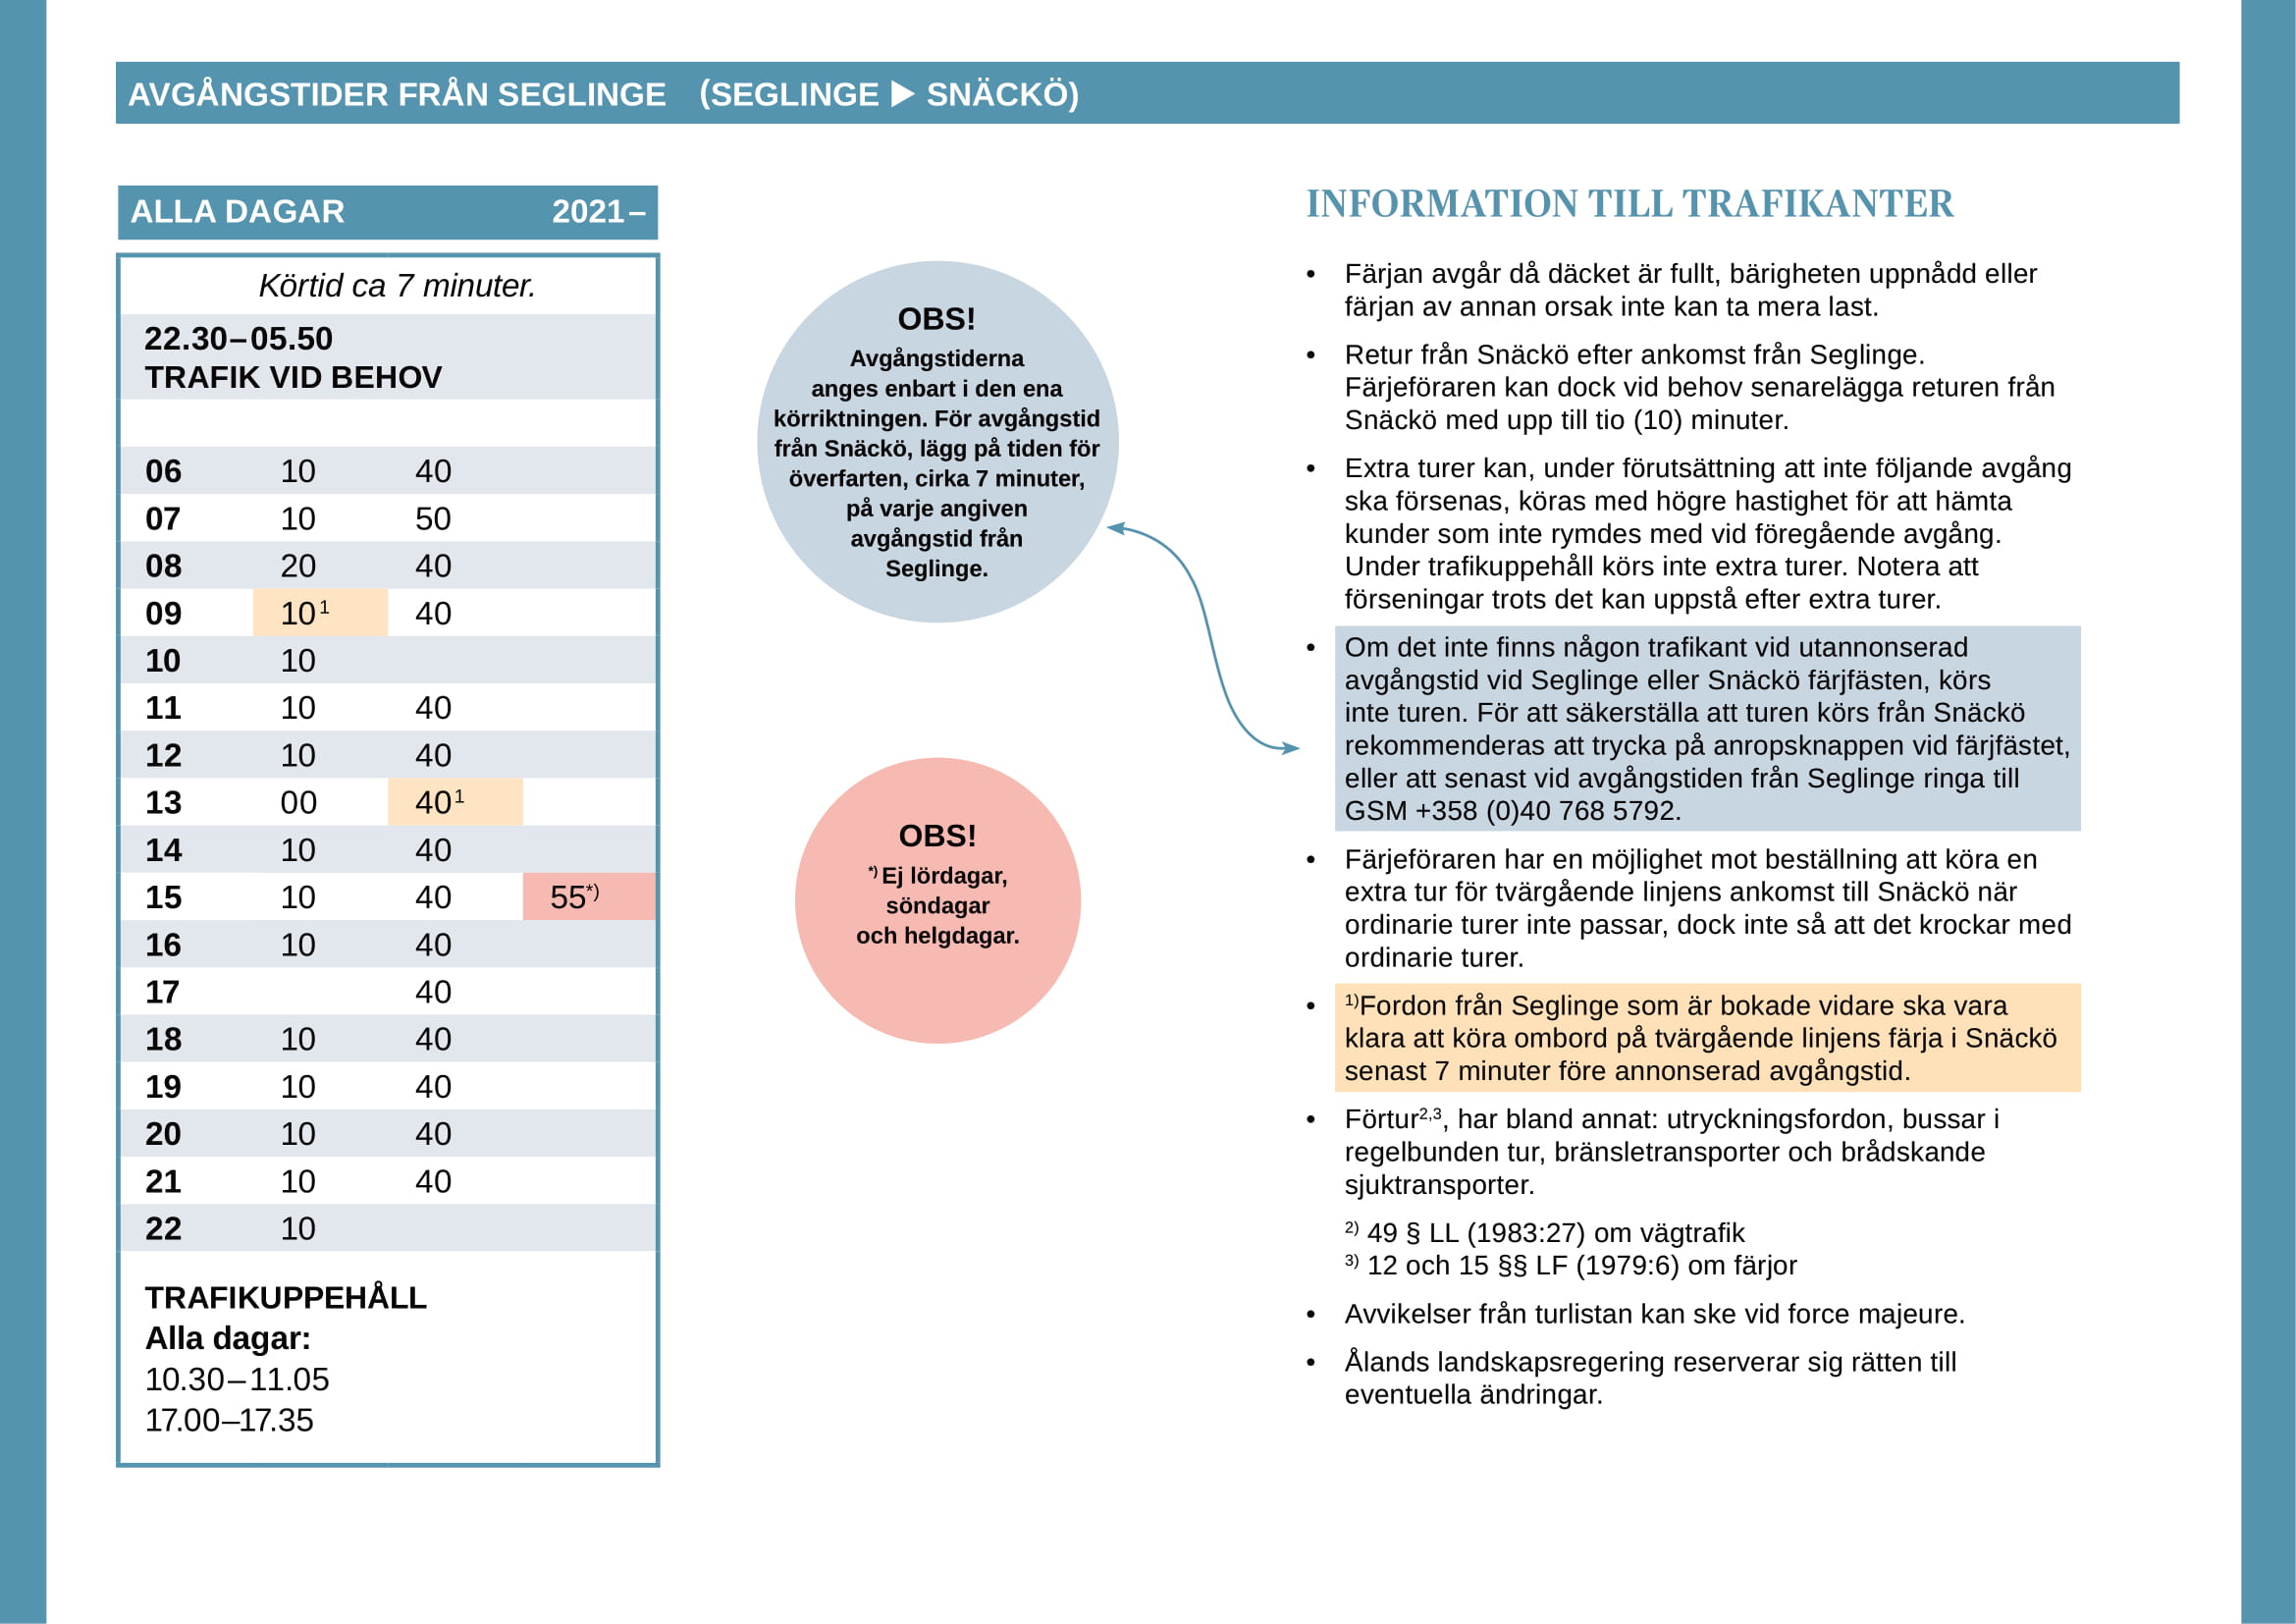 AVGÅNGSTIDER FRÅN SEGLINGE (SEGLINGE ▶ SNÄCKÖ)
ALLA DAGAR 2021–
Körtid ca 7 minuter.
22.30–05.50
TRAFIK VID BEHOV
06 10 40
07 10 50
08 20 40
09 10¹ 40
10 10
11 10 40
12 10 40
13 00 40¹
14 10 40
15 10 40 55*)
16 10 40
17 40
18 10 40
19 10 40
20 10 40
21 10 40
22 10
TRAFIKUPPEHÅLL
Alla dagar:
10.30–11.05
17.00–17.35
OBS!
Avgångstiderna
anges enbart i den ena
körriktningen. För avgångstid
från Snäckö, lägg på tiden för
överfarten, cirka 7 minuter,
på varje angiven
avgångstid från
Seglinge.
OBS!
*) Ej lördagar,
söndagar
och helgdagar.
INFORMATION TILL TRAFIKANTER
• Färjan avgår då däcket är fullt, bärigheten uppnådd eller
färjan av annan orsak inte kan ta mera last.
• Retur från Snäckö efter ankomst från Seglinge.
Färjeföraren kan dock vid behov senarelägga returen från
Snäckö med upp till tio (10) minuter.
• Extra turer kan, under förutsättning att inte följande avgång
ska försenas, köras med högre hastighet för att hämta
kunder som inte rymdes med vid föregående avgång.
Under trafikuppehåll körs inte extra turer. Notera att
förseningar trots det kan uppstå efter extra turer.
• Om det inte finns någon trafikant vid utannonserad
avgångstid vid Seglinge eller Snäckö färjfästen, körs
inte turen. För att säkerställa att turen körs från Snäckö
rekommenderas att trycka på anropsknappen vid färjfästet,
eller att senast vid avgångstiden från Seglinge ringa till
GSM +358 (0)40 768 5792.
• Färjeföraren har en möjlighet mot beställning att köra en
extra tur för tvärgående linjens ankomst till Snäckö när
ordinarie turer inte passar, dock inte så att det krockar med
ordinarie turer.
• ¹⁾Fordon från Seglinge som är bokade vidare ska vara
klara att köra ombord på tvärgående linjens färja i Snäckö
senast 7 minuter före annonserad avgångstid.
• Förtur²,³, har bland annat: utryckningsfordon, bussar i
regelbunden tur, bränsletransporter och brådskande
sjuktransporter.
²⁾ 49 § LL (1983:27) om vägtrafik
³⁾ 12 och 15 §§ LF (1979:6) om färjor
• Avvikelser från turlistan kan ske vid force majeure.
• Ålands landskapsregering reserverar sig rätten till
eventuella ändringar.